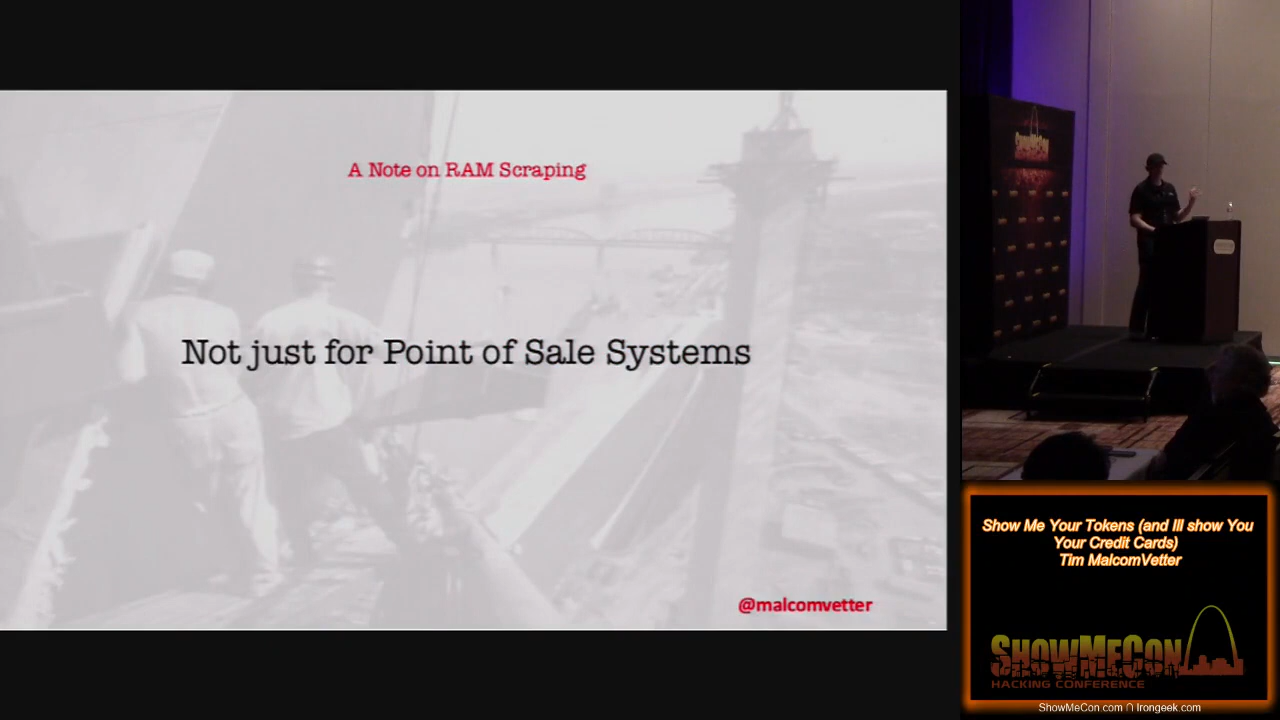 A Note on RAM Scraping
Not just for Point of Sale Systems
@malcomvetter
Show Me Your Tokens (and Ill show You
Your Credit Cards)
Tim MalcomVetter
SHOWMECON
HACKING CONFERENCE
ShowMeCon.com ∩ Irongeek.com